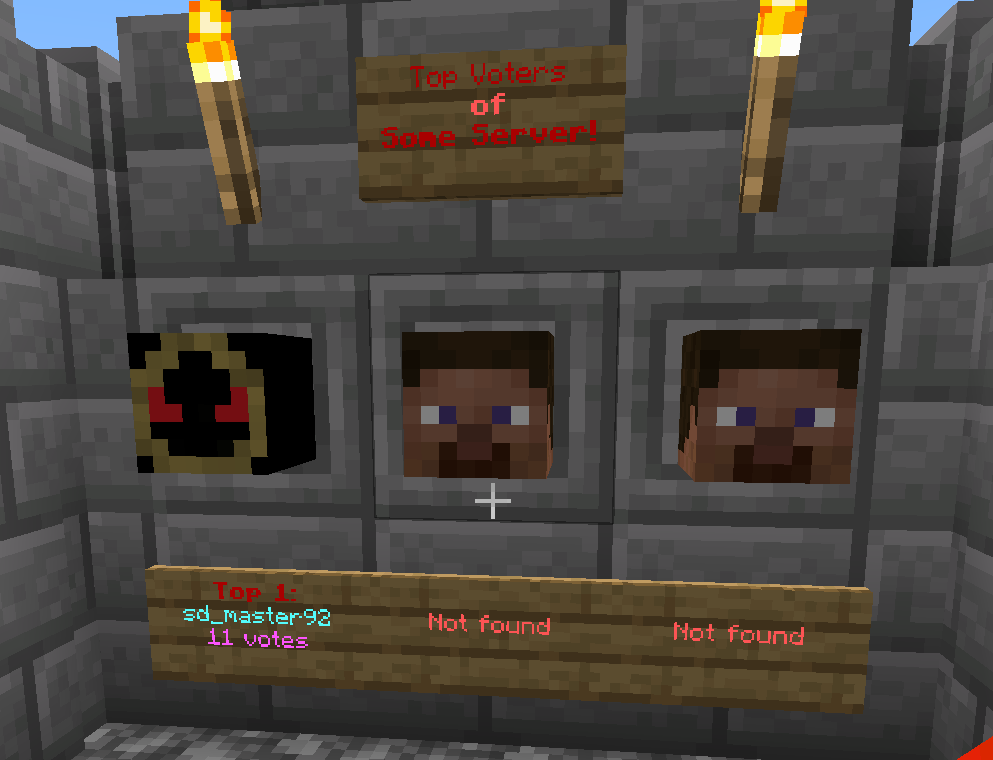 Top Voters
of
Some Server!
Top 1:
sd_master92
11 votes
Not found
Not found